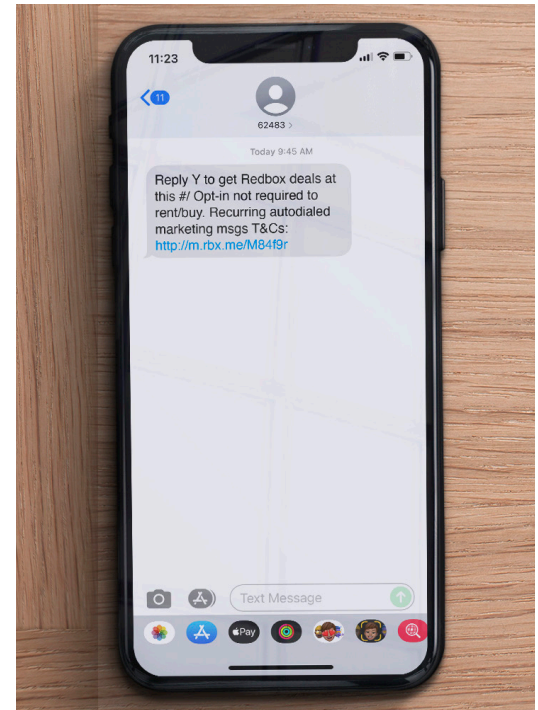 11:23
11
62483 >
Today 9:45 AM
Reply Y to get Redbox deals at
this #/ Opt-in not required to
rent/buy. Recurring autodialed
marketing msgs T&Cs:
http://m.rbx.me/M84f9r
Text Message
Pay